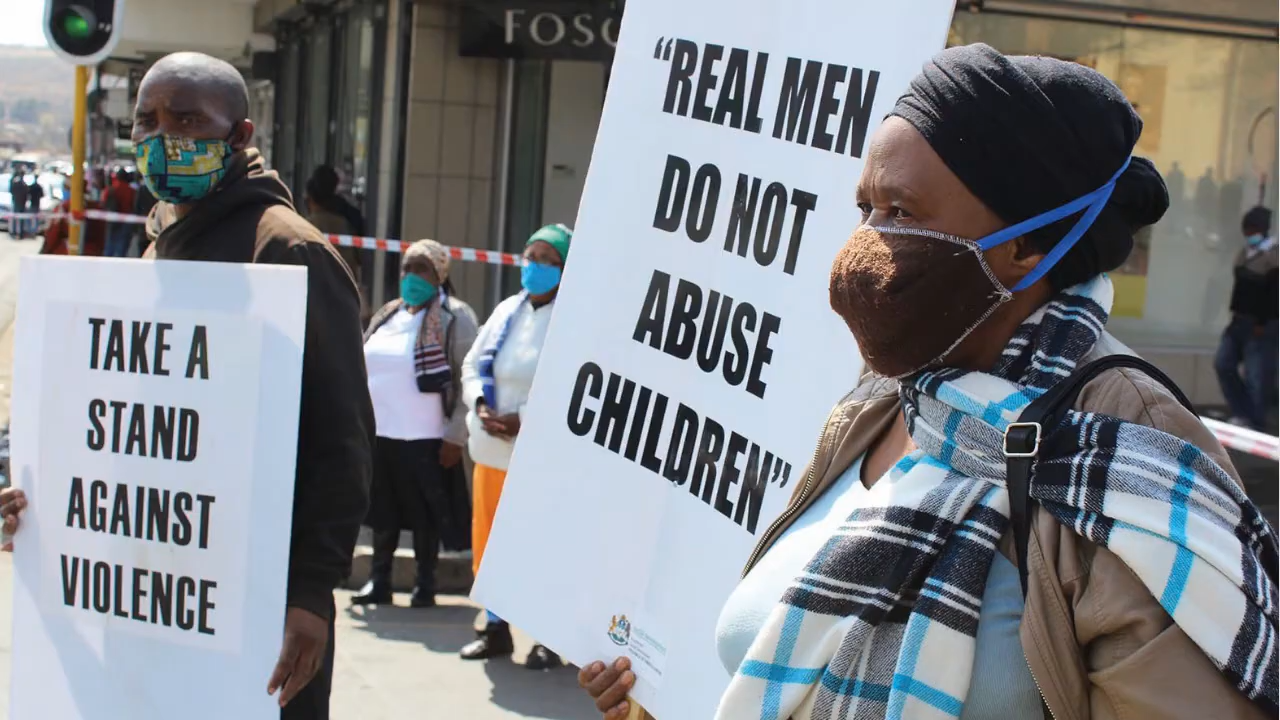 FOSC
TAKE A
STAND
AGAINST
VIOLENCE
“REAL MEN
DO NOT
ABUSE
CHILDREN”